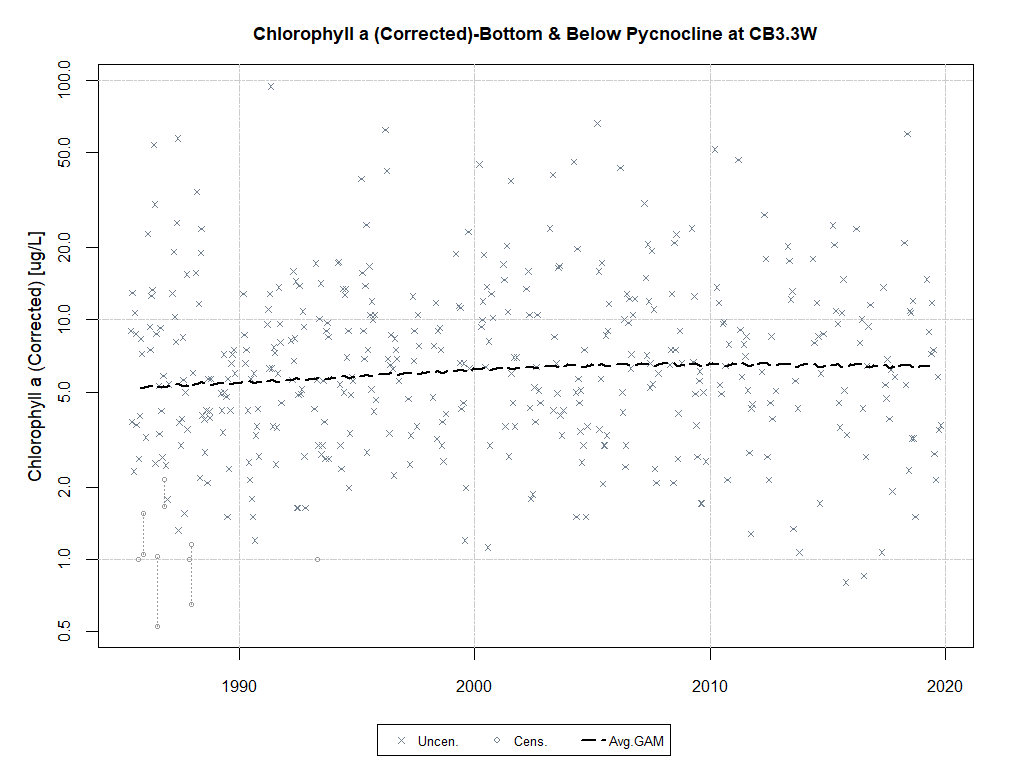 Chlorophyll a (Corrected)-Bottom & Below Pycnocline at CB3.3W
Chlorophyll a (Corrected) [ug/L]
100.0
50.0
20.0
10.0
5.0
2.0
1.0
0.5
1990 2000 2010 2020
Uncen. Cens. Avg.GAM